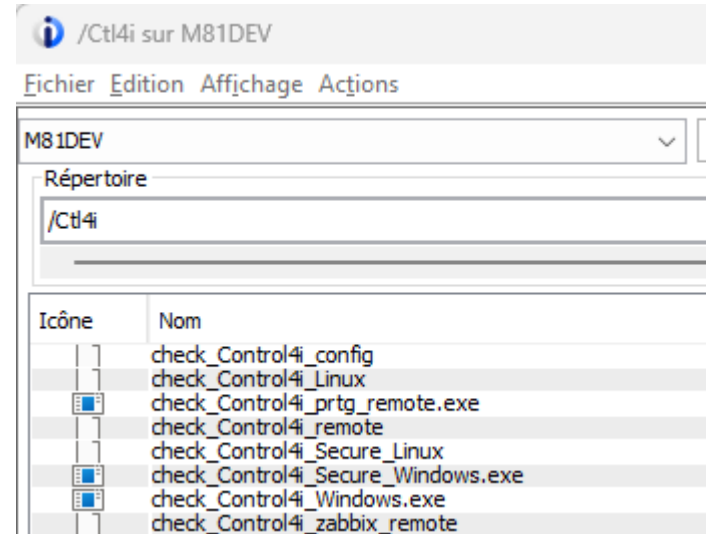 /Ctl4i sur M81DEV
Fichier Edition Affichage Actions
M81DEV
Répertoire
/Ctl4i
Icône Nom
check_Control4i_config
check_Control4i_Linux
check_Control4i_prtg_remote.exe
check_Control4i_remote
check_Control4i_Secure_Linux
check_Control4i_Secure_Windows.exe
check_Control4i_Windows.exe
check_Control4i_zabbix_remote